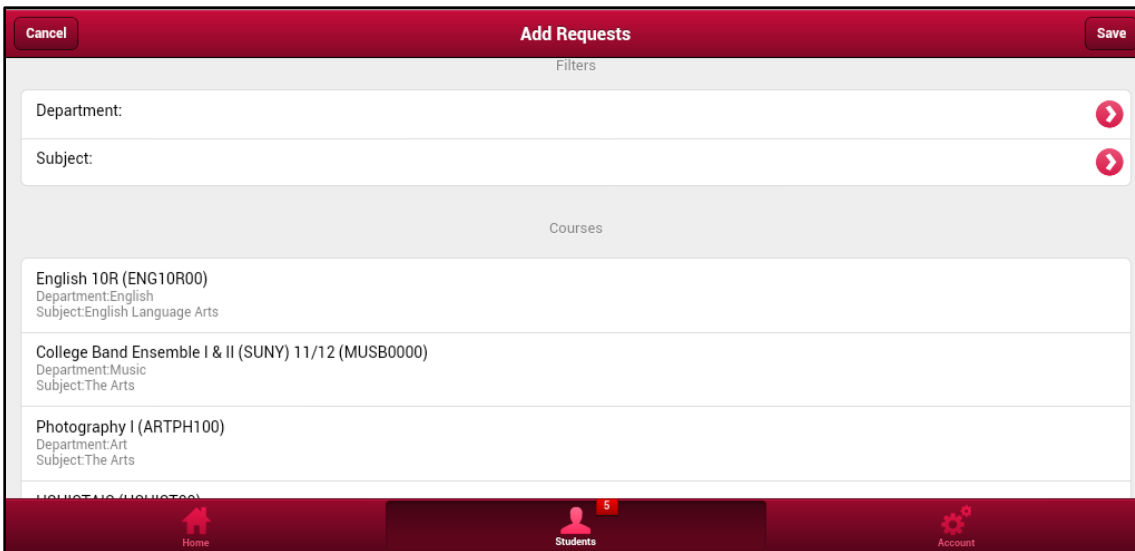 Cancel
Add Requests
Save
Filters
Department:
Subject:
Courses
English 10R (ENG10R00)
Department:English
Subject:English Language Arts
College Band Ensemble I & II (SUNY) 11/12 (MUSB0000)
Department:Music
Subject:The Arts
Photography I (ARTPH100)
Department:Art
Subject:The Arts
5
Home
Students
Account